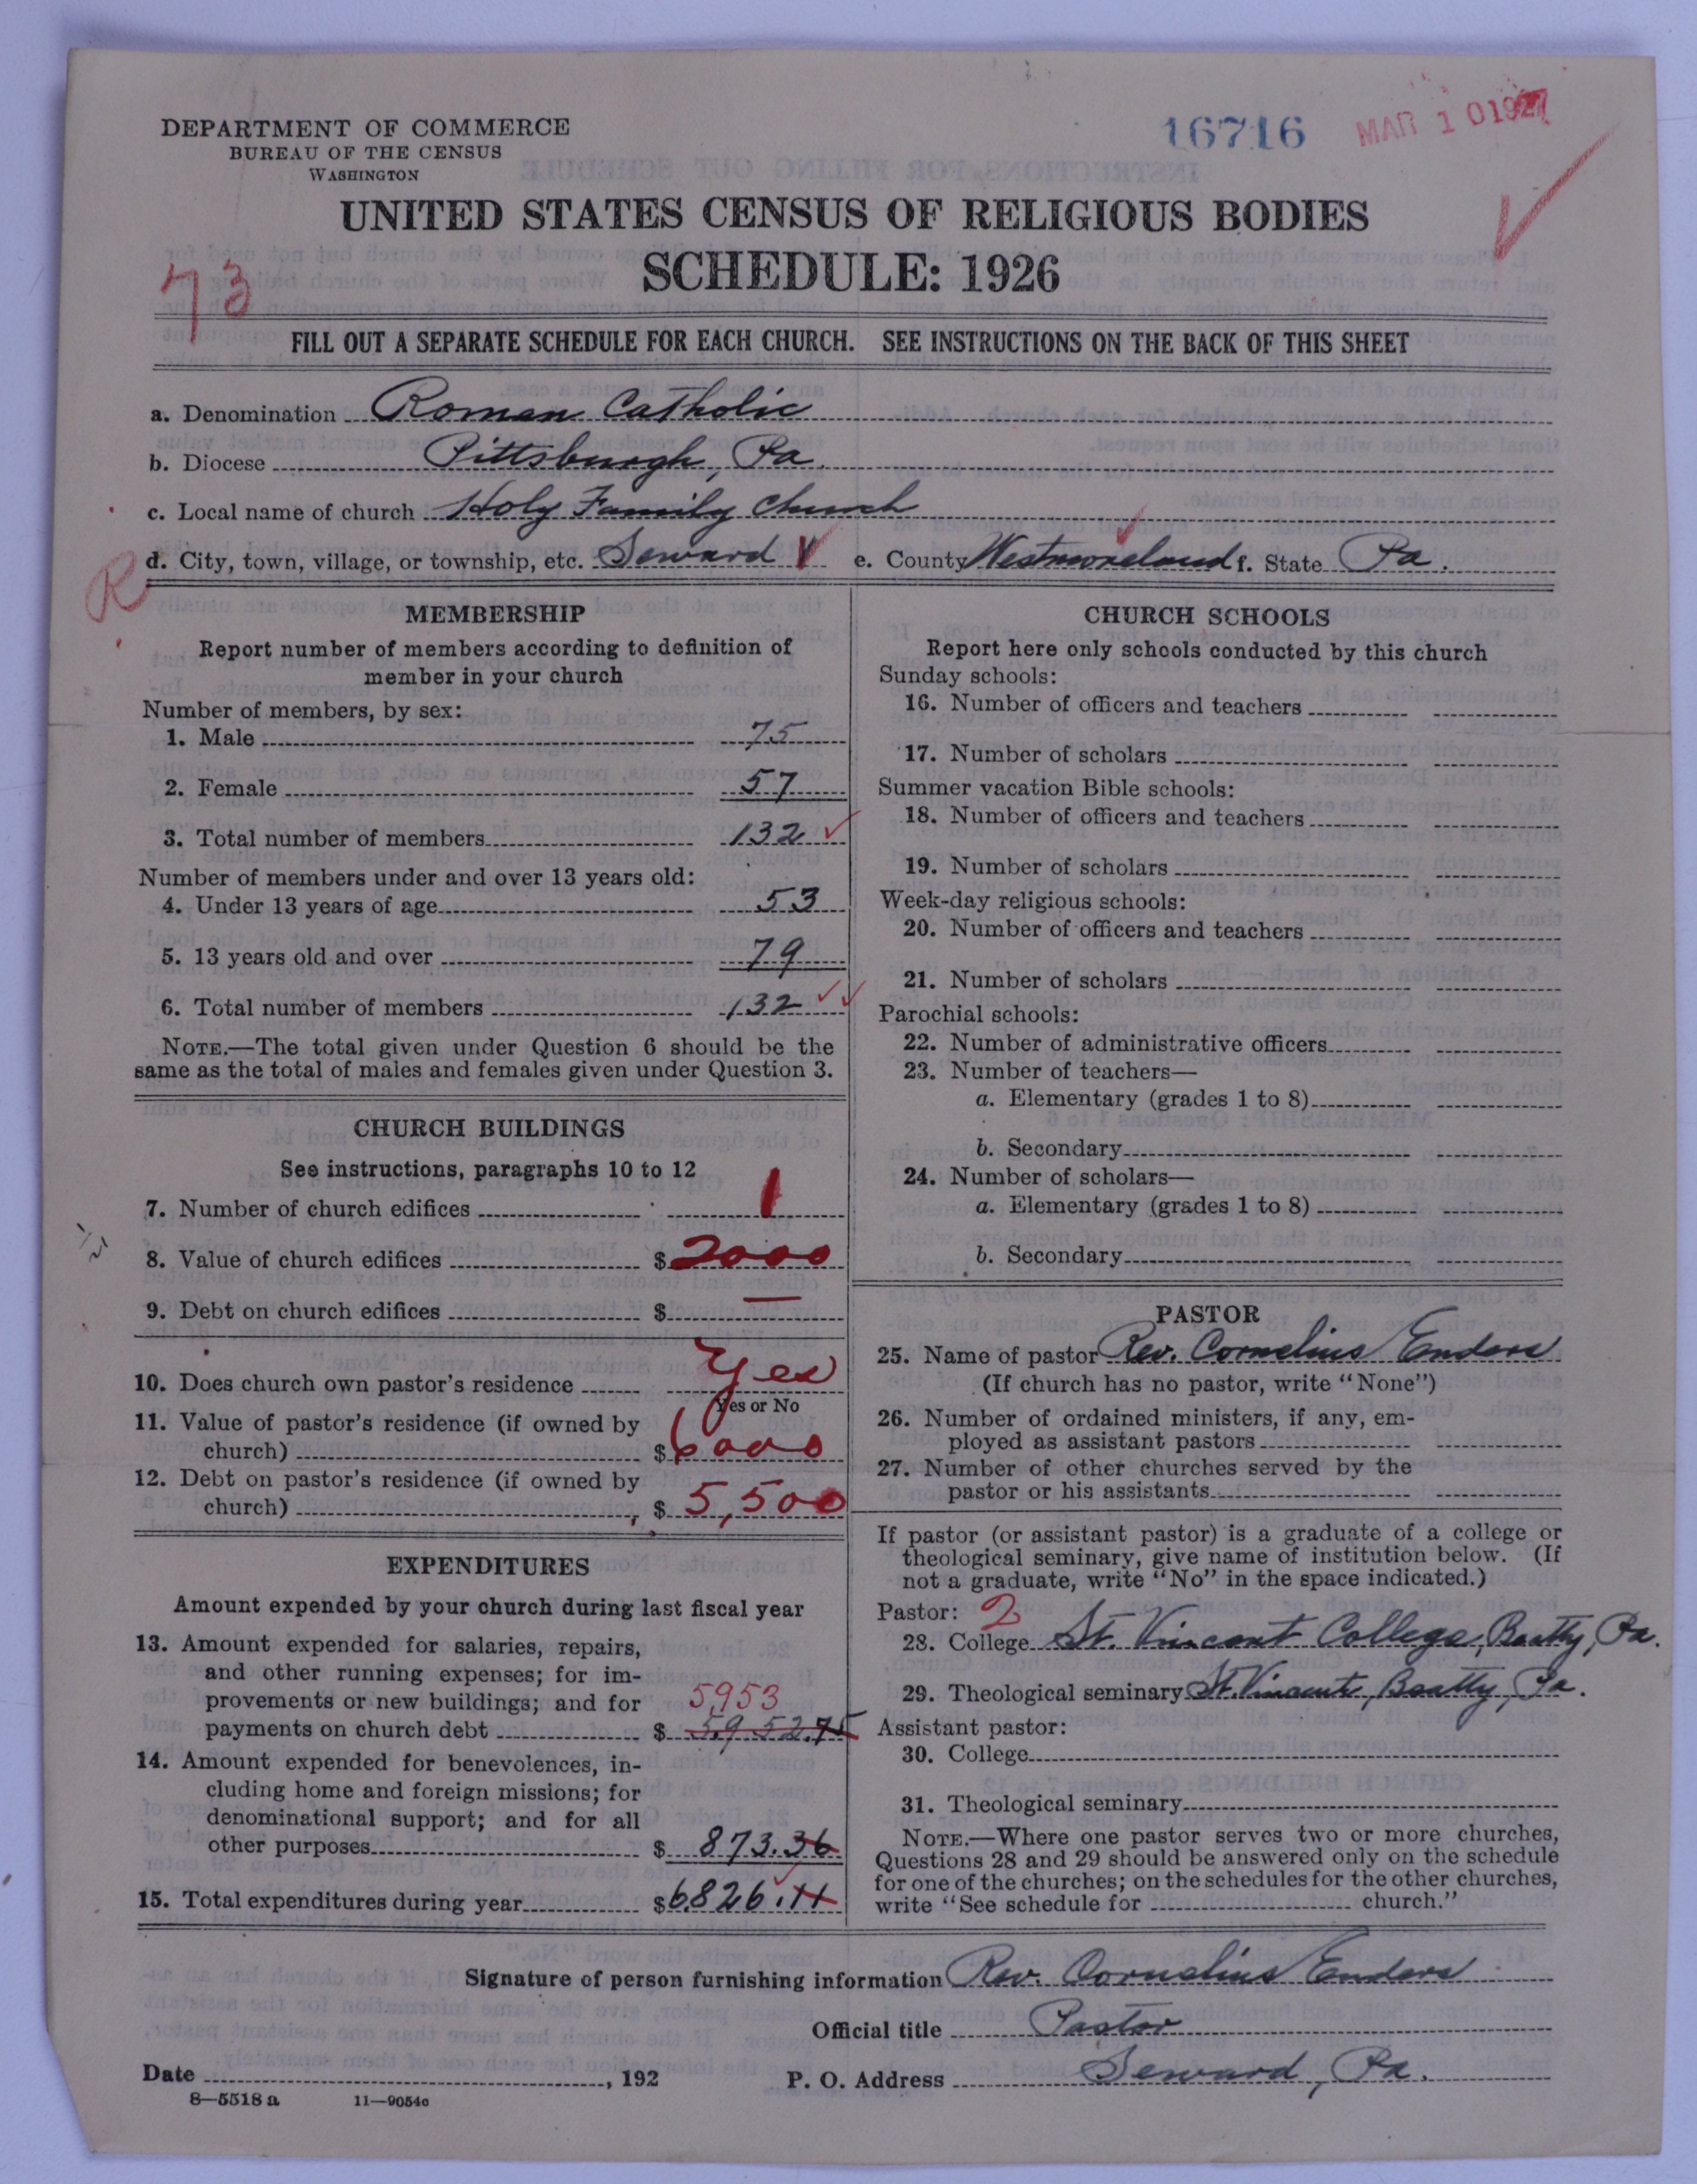 DEPARTMENT OF COMMERCE
BUREAU OF THE CENSUS
WASHINGTON
16716
MAR 10 1927
UNITED STATES CENSUS OF RELIGIOUS BODIES
SCHEDULE: 1926
73
FILL OUT A SEPARATE SCHEDULE FOR EACH CHURCH. SEE INSTRUCTIONS ON THE BACK OF THIS SHEET
a. Denomination Roman Catholic
b. Diocese Pittsburgh, Pa.
c. Local name of church Holy Family Church
d. City, town, village, or township, etc. Seward e. County Westmoreland f. State Pa.
R
MEMBERSHIP
Report number of members according to definition of
member in your church
Number of members, by sex:
1. Male 75
2. Female 57
3. Total number of members 132
Number of members under and over 13 years old:
4. Under 13 years of age 53
5. 13 years old and over 79
6. Total number of members 132
NOTE.—The total given under Question 6 should be the
same as the total of males and females given under Question 3.
CHURCH BUILDINGS
See instructions, paragraphs 10 to 12
7. Number of church edifices 1
8. Value of church edifices $2000
9. Debt on church edifices $ —
10. Does church own pastor's residence Yes
Yes or No
11. Value of pastor's residence (if owned by
church) $6000
12. Debt on pastor's residence (if owned by
church) $5,500
EXPENDITURES
Amount expended by your church during last fiscal year
13. Amount expended for salaries, repairs,
and other running expenses; for im-
provements or new buildings; and for 5953
payments on church debt $5952.75
14. Amount expended for benevolences, in-
cluding home and foreign missions; for
denominational support; and for all
other purposes $873.36
15. Total expenditures during year $6826.11
CHURCH SCHOOLS
Report here only schools conducted by this church
Sunday schools:
16. Number of officers and teachers
17. Number of scholars
Summer vacation Bible schools:
18. Number of officers and teachers
19. Number of scholars
Week-day religious schools:
20. Number of officers and teachers
21. Number of scholars
Parochial schools:
22. Number of administrative officers
23. Number of teachers—
a. Elementary (grades 1 to 8)
b. Secondary
24. Number of scholars—
a. Elementary (grades 1 to 8)
b. Secondary
PASTOR
25. Name of pastor Rev. Cornelius Enders
(If church has no pastor, write "None")
26. Number of ordained ministers, if any, em-
ployed as assistant pastors
27. Number of other churches served by the
pastor or his assistants
If pastor (or assistant pastor) is a graduate of a college or
theological seminary, give name of institution below. (If
not a graduate, write "No" in the space indicated.)
Pastor: 2
28. College St. Vincent College, Beatty, Pa.
29. Theological seminary St. Vincents, Beatty, Pa.
Assistant pastor:
30. College
31. Theological seminary
NOTE.—Where one pastor serves two or more churches,
Questions 28 and 29 should be answered only on the schedule
for one of the churches; on the schedules for the other churches,
write "See schedule for church."
Signature of person furnishing information Rev. Cornelius Enders
Official title Pastor
Date , 192
P. O. Address Seward, Pa.
8—5518 a 11—9054c